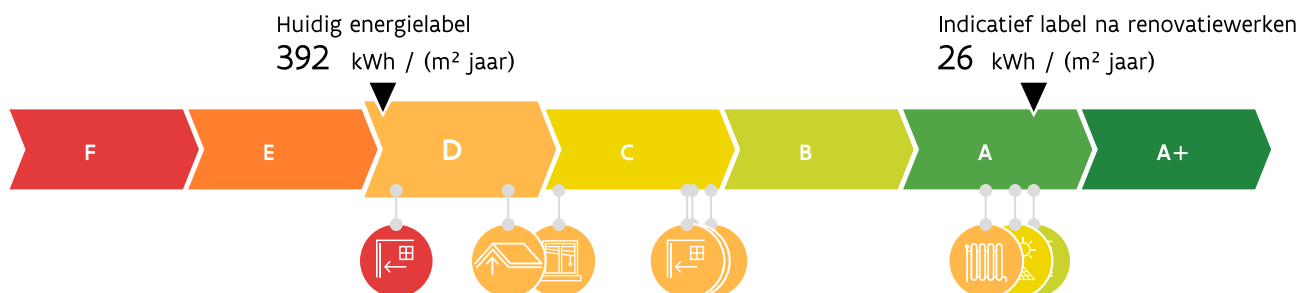 Huidig energielabel
392 kWh / (m² jaar)
Indicatief label na renovatiewerken
26 kWh / (m² jaar)
F E D C B A A+